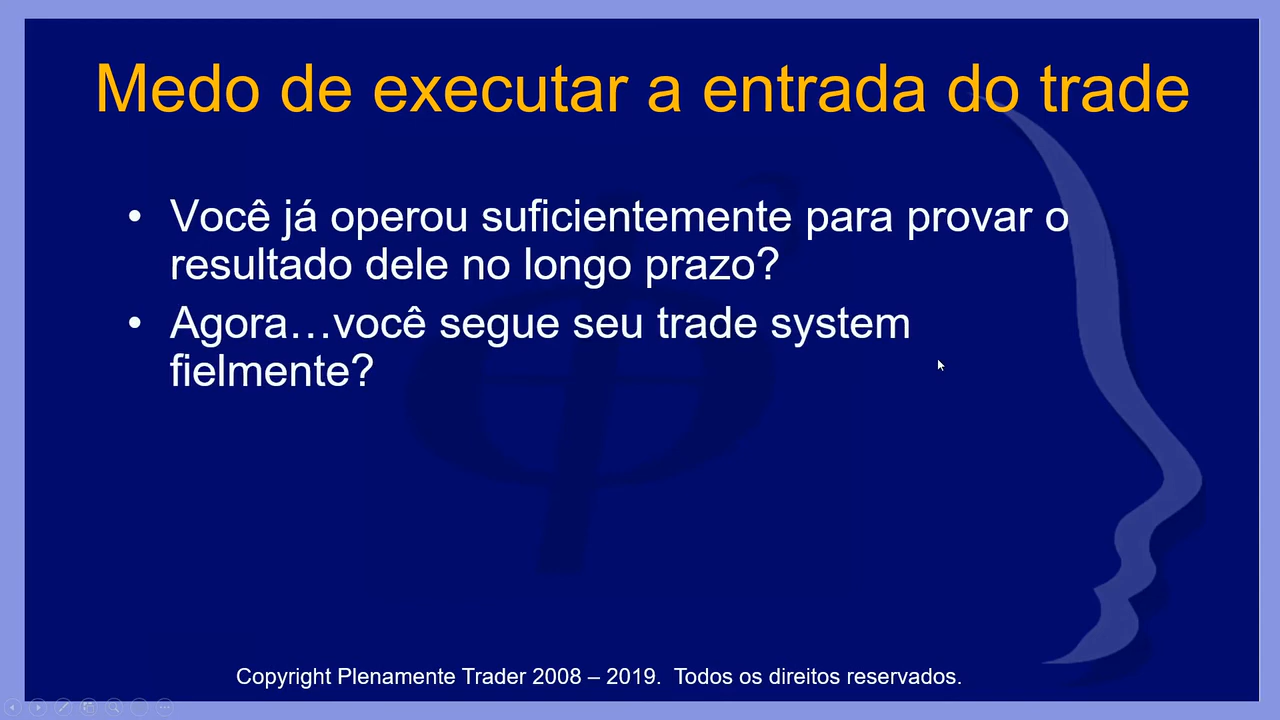 Medo de executar a entrada do trade
• Você já operou suficientemente para provar o
resultado dele no longo prazo?
• Agora…você segue seu trade system
fielmente?
Copyright Plenamente Trader 2008 – 2019. Todos os direitos reservados.